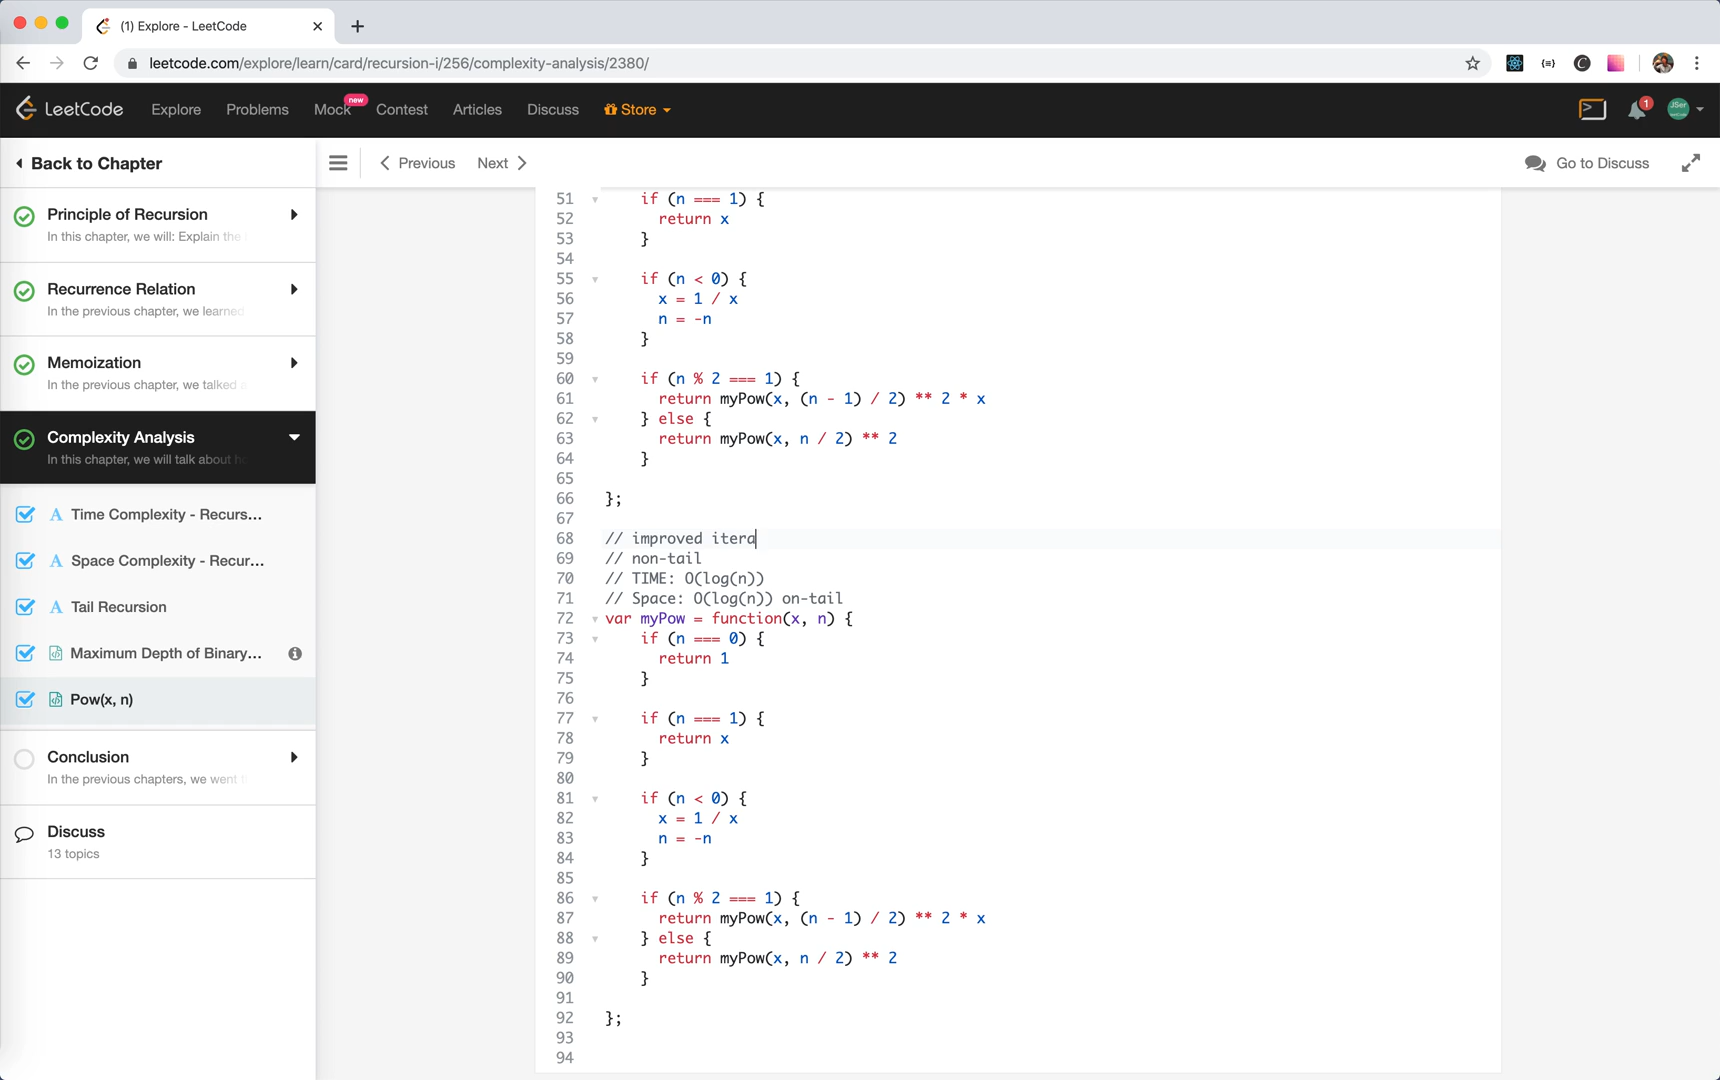 (1) Explore - LeetCode
leetcode.com/explore/learn/card/recursion-i/256/complexity-analysis/2380/
LeetCode
Explore
Problems
Mock
new
Contest
Articles
Discuss
Store
1
JSer
Back to Chapter
Previous
Next
Go to Discuss
Principle of Recursion
In this chapter, we will: Explain the
Recurrence Relation
In the previous chapter, we learned
Memoization
In the previous chapter, we talked a
Complexity Analysis
In this chapter, we will talk about ho
A Time Complexity - Recurs...
A Space Complexity - Recur...
A Tail Recursion
Maximum Depth of Binary...
Pow(x, n)
Conclusion
In the previous chapters, we went t
Discuss
13 topics
51 if (n === 1) {
52 return x
53 }
54
55 if (n < 0) {
56 x = 1 / x
57 n = -n
58 }
59
60 if (n % 2 === 1) {
61 return myPow(x, (n - 1) / 2) ** 2 * x
62 } else {
63 return myPow(x, n / 2) ** 2
64 }
65
66 };
67
68 // improved itera
69 // non-tail
70 // TIME: O(log(n))
71 // Space: O(log(n)) on-tail
72 var myPow = function(x, n) {
73 if (n === 0) {
74 return 1
75 }
76
77 if (n === 1) {
78 return x
79 }
80
81 if (n < 0) {
82 x = 1 / x
83 n = -n
84 }
85
86 if (n % 2 === 1) {
87 return myPow(x, (n - 1) / 2) ** 2 * x
88 } else {
89 return myPow(x, n / 2) ** 2
90 }
91
92 };
93
94